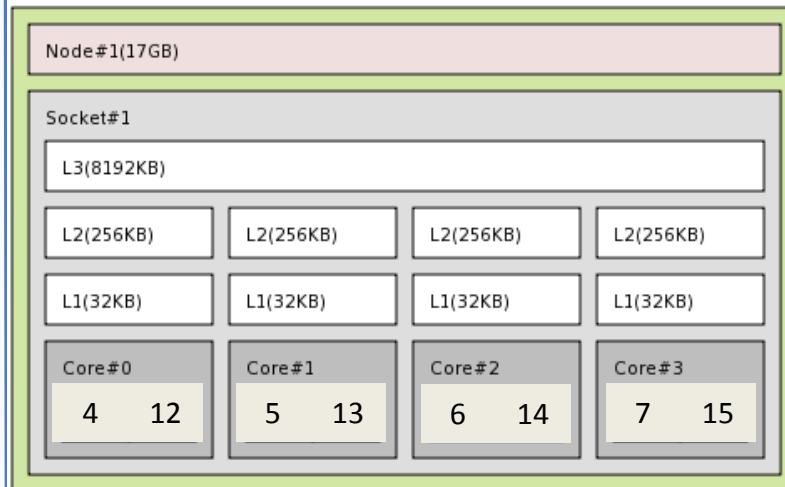 Node#1(17GB)
Socket#1
L3(8192KB)
L2(256KB) L2(256KB) L2(256KB) L2(256KB)
L1(32KB) L1(32KB) L1(32KB) L1(32KB)
Core#0 Core#1 Core#2 Core#3
4 12 5 13 6 14 7 15